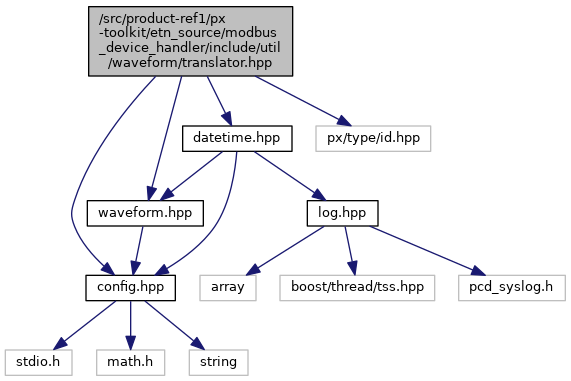 /src/product-ref1/px
-toolkit/etn_source/modbus
_device_handler/include/util
/waveform/translator.hpp
datetime.hpp
px/type/id.hpp
waveform.hpp
log.hpp
config.hpp
array
boost/thread/tss.hpp
pcd_syslog.h
stdio.h
math.h
string